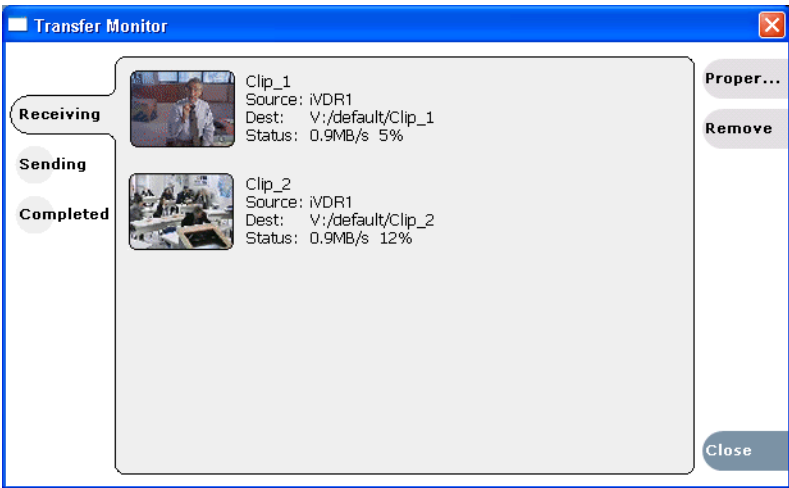 Transfer Monitor
Receiving
Sending
Completed
Clip_1
Source: iVDR1
Dest: V:/default/Clip_1
Status: 0.9MB/s 5%
Clip_2
Source: iVDR1
Dest: V:/default/Clip_2
Status: 0.9MB/s 12%
Proper...
Remove
Close